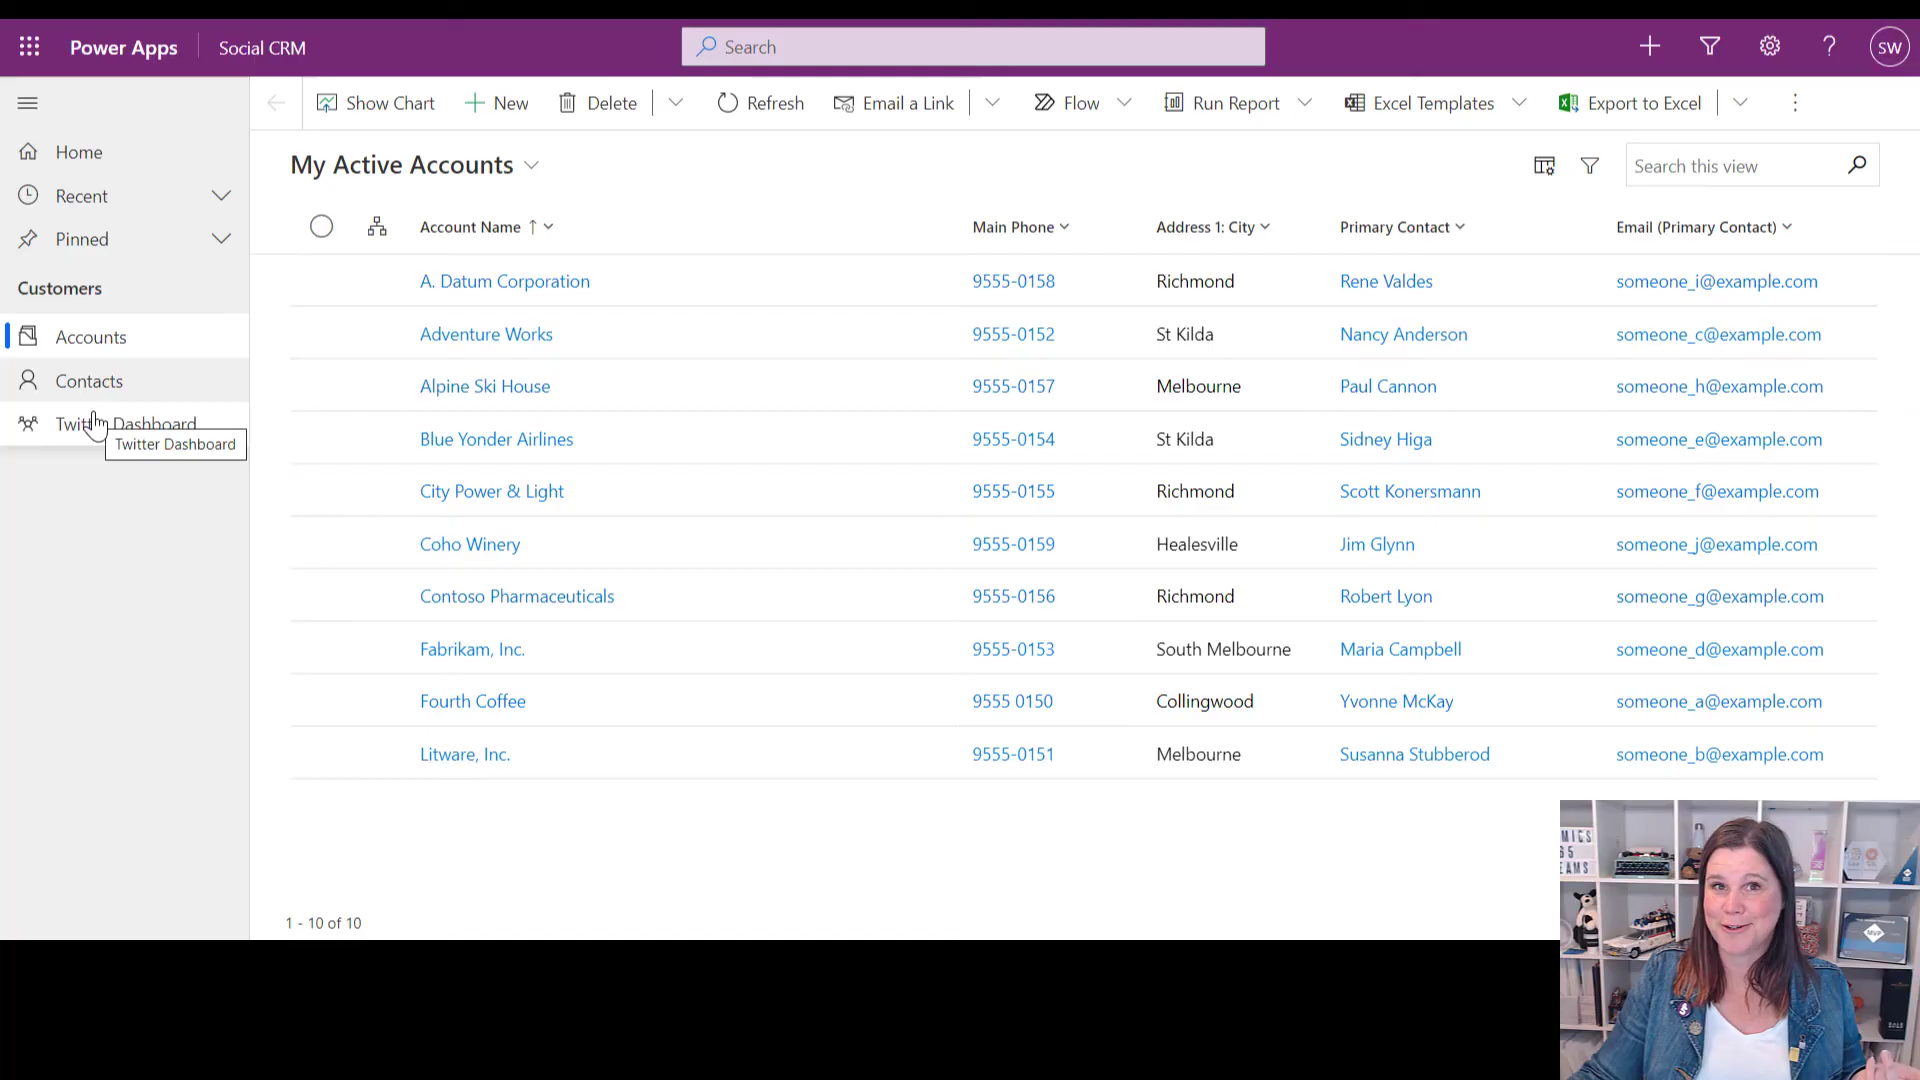 Power Apps
Social CRM
Search
SW
Show Chart
New
Delete
Refresh
Email a Link
Flow
Run Report
Excel Templates
Export to Excel
Home
Recent
Pinned
Customers
Accounts
Contacts
Twitter Dashboard
Twitter Dashboard
My Active Accounts
Search this view
Account Name Main Phone Address 1: City Primary Contact Email (Primary Contact)
A. Datum Corporation 9555-0158 Richmond Rene Valdes someone_i@example.com
Adventure Works 9555-0152 St Kilda Nancy Anderson someone_c@example.com
Alpine Ski House 9555-0157 Melbourne Paul Cannon someone_h@example.com
Blue Yonder Airlines 9555-0154 St Kilda Sidney Higa someone_e@example.com
City Power & Light 9555-0155 Richmond Scott Konersmann someone_f@example.com
Coho Winery 9555-0159 Healesville Jim Glynn someone_j@example.com
Contoso Pharmaceuticals 9555-0156 Richmond Robert Lyon someone_g@example.com
Fabrikam, Inc. 9555-0153 South Melbourne Maria Campbell someone_d@example.com
Fourth Coffee 9555 0150 Collingwood Yvonne McKay someone_a@example.com
Litware, Inc. 9555-0151 Melbourne Susanna Stubberod someone_b@example.com
1 - 10 of 10
MICS
65
EAMS
MVP